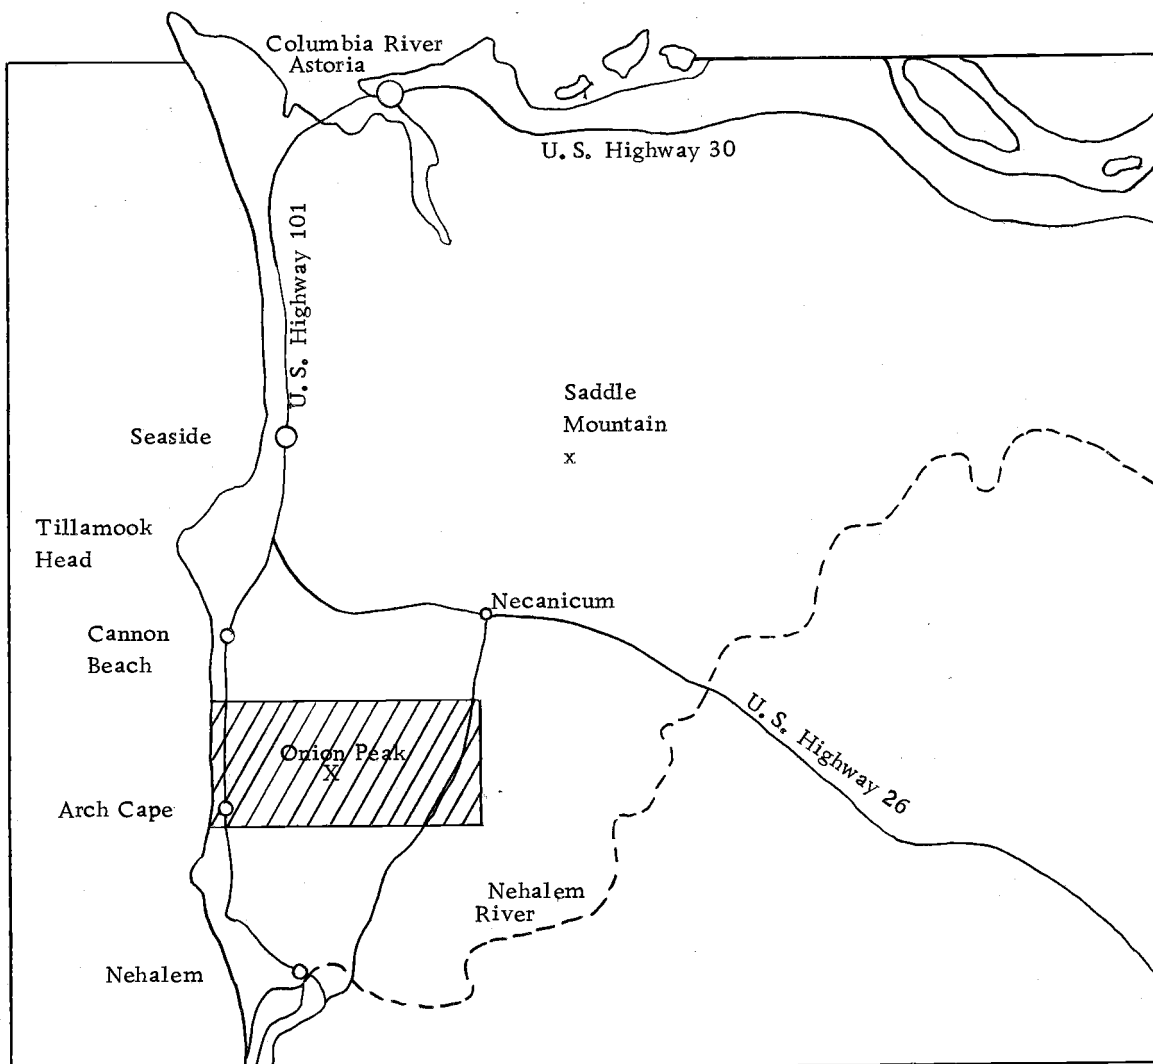 Columbia River
Astoria
U. S. Highway 30
U. S. Highway 101
Saddle
Mountain
x
Seaside
Tillamook
Head
Necanicum
Cannon
Beach
U. S. Highway 26
Onion Peak
X
Arch Cape
Nehalem
River
Nehalem